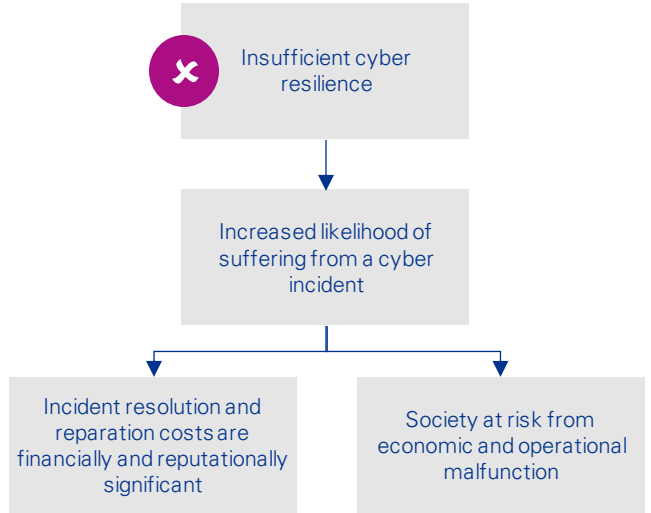 Insufficient cyber
resilience
Increased likelihood of
suffering from a cyber
incident
Incident resolution and
reparation costs are
financially and reputationally
significant
Society at risk from
economic and operational
malfunction